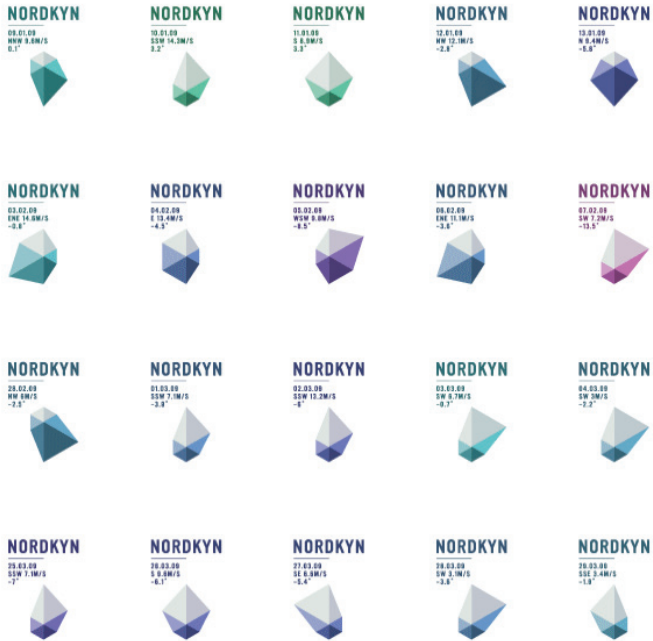 NORDKYN
09.01.09
NNW 9.6M/S
0.1°
NORDKYN
10.01.09
SSW 14.3M/S
2.2°
NORDKYN
11.01.09
S 6.9M/S
3.3°
NORDKYN
12.01.09
NW 12.1M/S
-2.8°
NORDKYN
13.01.09
N 9.4M/S
-5.8°
NORDKYN
03.02.09
ENE 14.6M/S
-0.8°
NORDKYN
04.02.09
E 13.4M/S
-4.5°
NORDKYN
05.02.09
WSW 9.8M/S
-8.5°
NORDKYN
06.02.09
ENE 11.1M/S
-3.8°
NORDKYN
07.02.09
SW 7.2M/S
-13.5°
NORDKYN
28.02.09
NW 6M/S
-2.5°
NORDKYN
01.03.09
SSW 7.1M/S
-3.9°
NORDKYN
02.03.09
SSW 13.2M/S
-6°
NORDKYN
03.03.09
SW 8.7M/S
-0.7°
NORDKYN
04.03.09
SW 3M/S
-2.2°
NORDKYN
25.03.09
SSW 7.1M/S
-7°
NORDKYN
26.03.09
S 9.8M/S
-6.1°
NORDKYN
27.03.09
SE 6.6M/S
-5.4°
NORDKYN
28.03.09
SW 3.1M/S
-3.6°
NORDKYN
29.03.09
SSE 3.4M/S
-1.9°